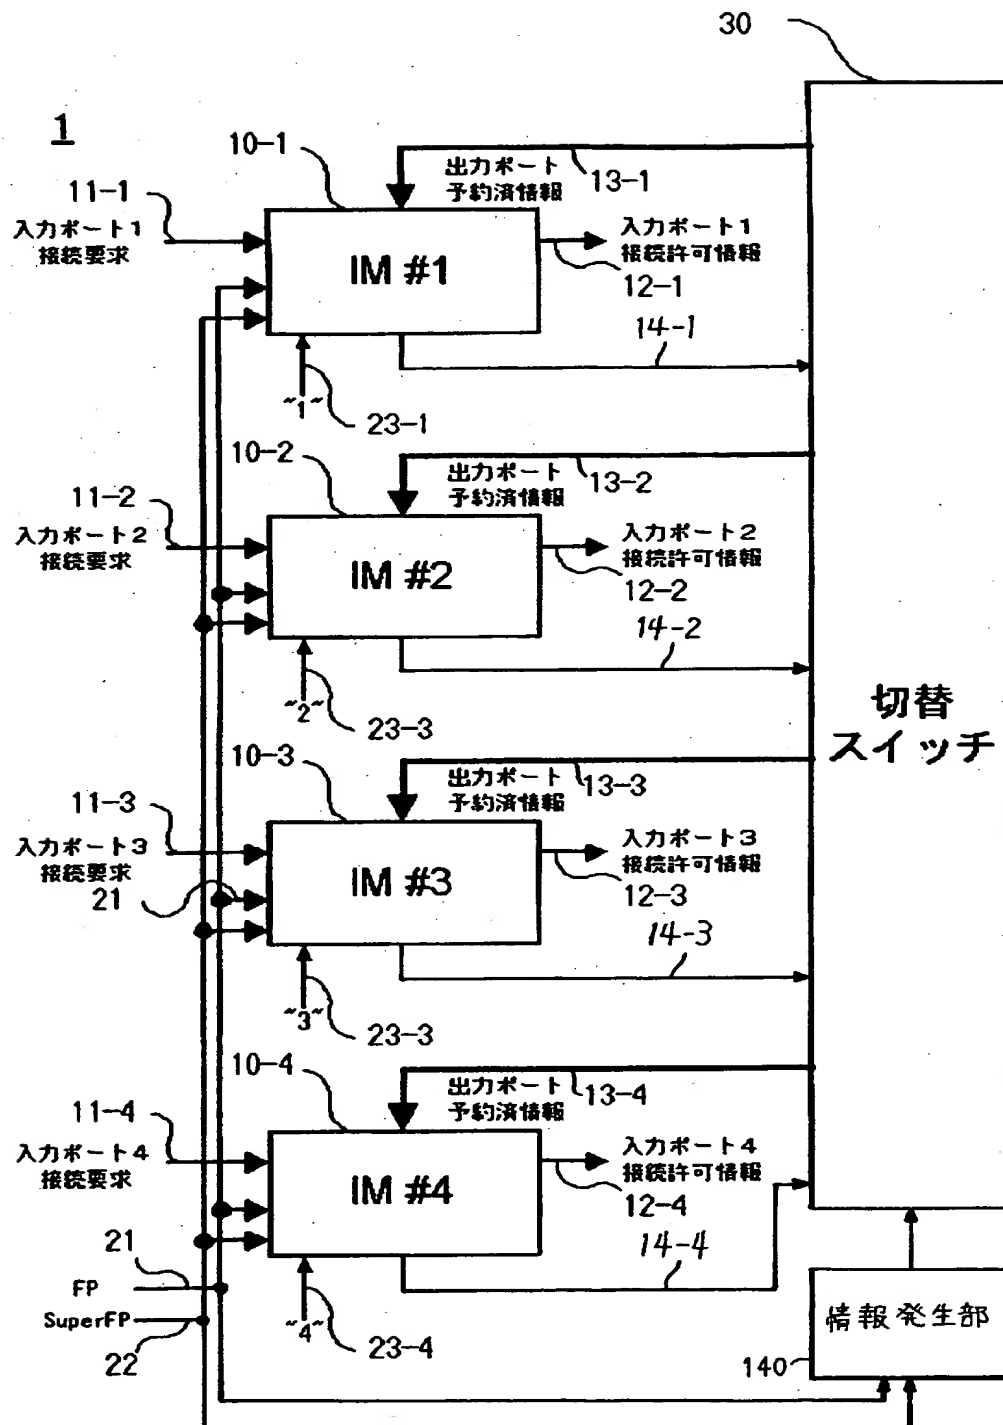 30
1
10-1
出力ポート
予約済情報
13-1
11-1
入力ポート1
接続要求
IM #1
入力ポート1
接続許可情報
12-1
14-1
"1"
23-1
10-2
出力ポート
予約済情報
13-2
11-2
入力ポート2
接続要求
IM #2
入力ポート2
接続許可情報
12-2
14-2
"2"
23-3
切替
スイッチ
10-3
出力ポート
予約済情報
13-3
11-3
入力ポート3
接続要求
21
IM #3
入力ポート3
接続許可情報
12-3
14-3
"3"
23-3
10-4
出力ポート
予約済情報
13-4
11-4
入力ポート4
接続要求
IM #4
入力ポート4
接続許可情報
12-4
14-4
21
FP
SuperFP
22
"4"
23-4
情報発生部
140